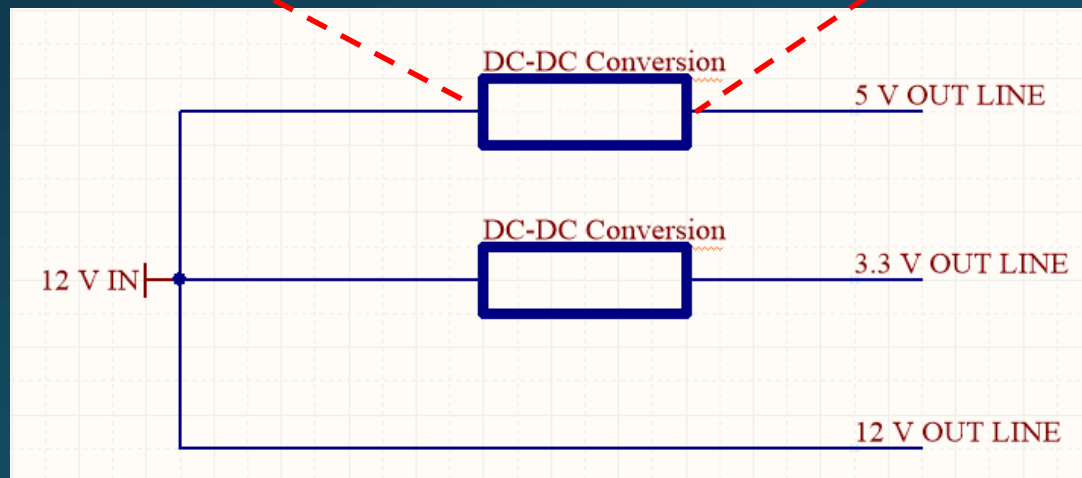 DC-DC Conversion
5 V OUT LINE
DC-DC Conversion
12 V IN
3.3 V OUT LINE
12 V OUT LINE